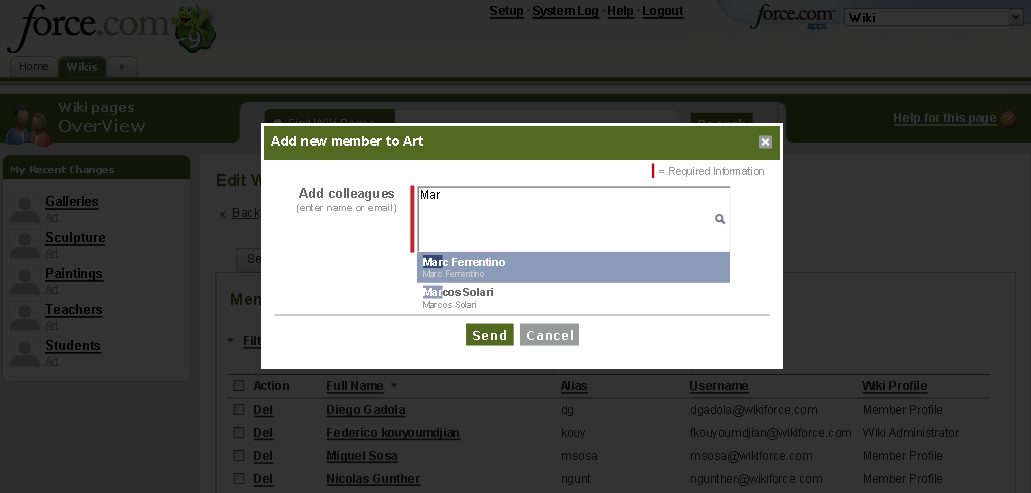 force.com 9
Setup · System Log · Help · Logout
force.com
apps
Wiki
Home Wikis
Wiki pages
OverView
Find Wiki Pages
Search
Help for this page ?
Add new member to Art
= Required Information
My Recent Changes
Galleries
Art
Sculpture
Art
Paintings
Art
Teachers
Art
Students
Art
Edit W
« Back
Se
Mem
Filt
Add colleagues
(enter name or email)
Mar
Marc Ferrentino
Marc Ferrentino
Marcos Solari
Marcos Solari
Send Cancel
Action Full Name Alias Username Wiki Profile
Del Diego Gadola dg dgadola@wikiforce.com Member Profile
Del Federico kouyoumdjian kouy fkouyoumdjian@wikiforce.com Wiki Administrator
Del Miguel Sosa msosa msosa@wikiforce.com Member Profile
Del Nicolas Gunther ngunt ngunther@wikiforce.com Member Profile